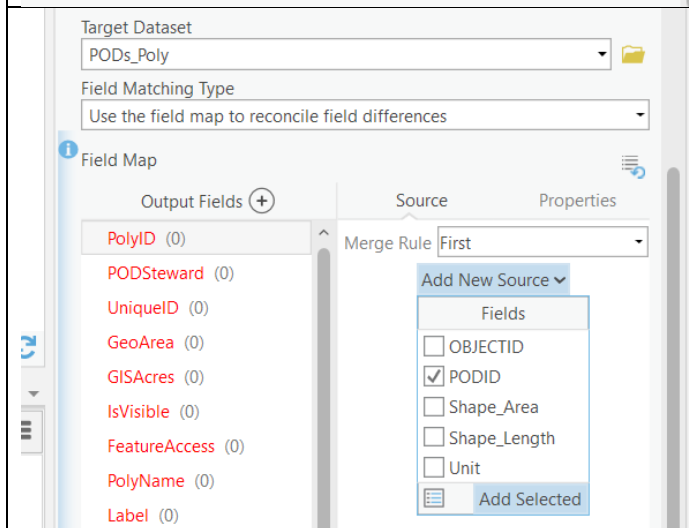 Target Dataset
PODs_Poly
Field Matching Type
Use the field map to reconcile field differences
Field Map
Output Fields
Source
Properties
PolyID (0)
Merge Rule First
PODSteward (0)
Add New Source
UniqueID (0)
Fields
GeoArea (0)
OBJECTID
GISAcres (0)
PODID
IsVisible (0)
Shape_Area
FeatureAccess (0)
Shape_Length
PolyName (0)
Unit
Label (0)
Add Selected